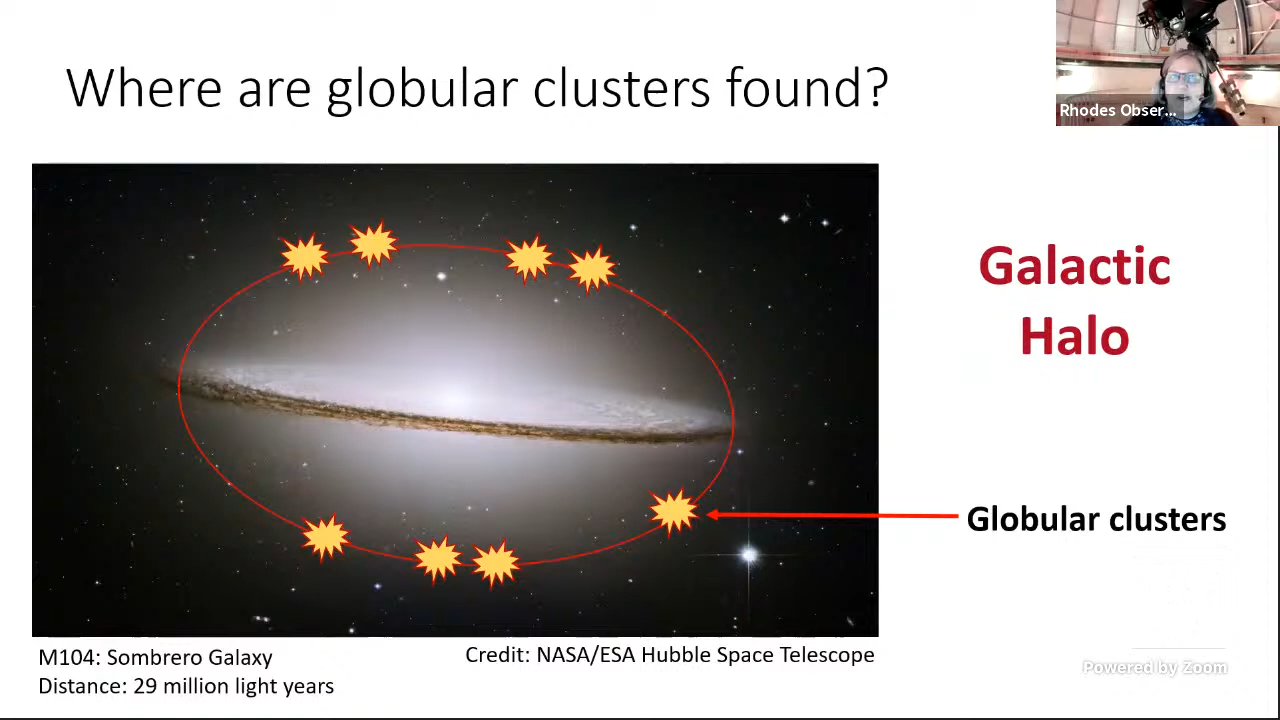 Where are globular clusters found?
Rhodes Obser...
Galactic
Halo
Globular clusters
M104: Sombrero Galaxy
Distance: 29 million light years
Credit: NASA/ESA Hubble Space Telescope
Powered by Zoom